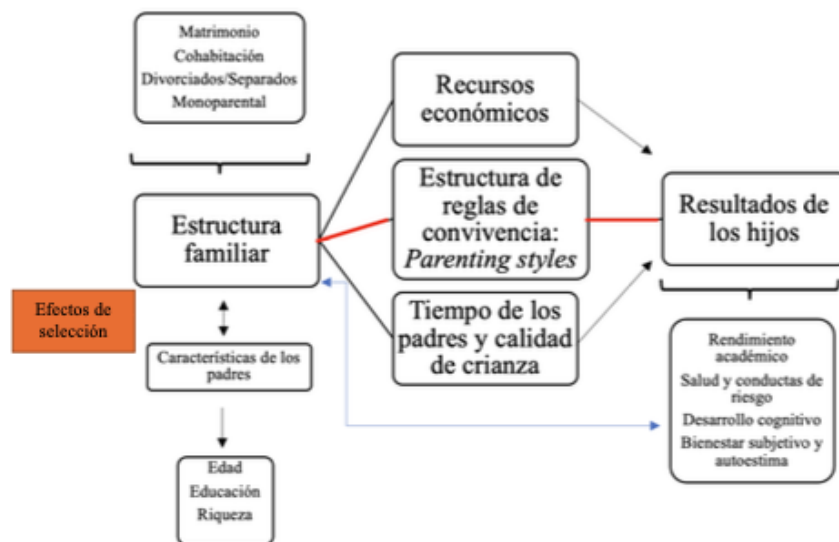 Matrimonio
Cohabitación
Divorciados/Separados
Monoparental
Recursos
económicos
Estructura
familiar
Estructura de
reglas de
convivencia:
Parenting styles
Resultados de
los hijos
Efectos de
selección
Tiempo de los
padres y calidad
de crianza
Características de los
padres
Rendimiento
académico
Salud y conductas de
riesgo
Desarrollo cognitivo
Bienestar subjetivo y
autoestima
Edad
Educación
Riqueza